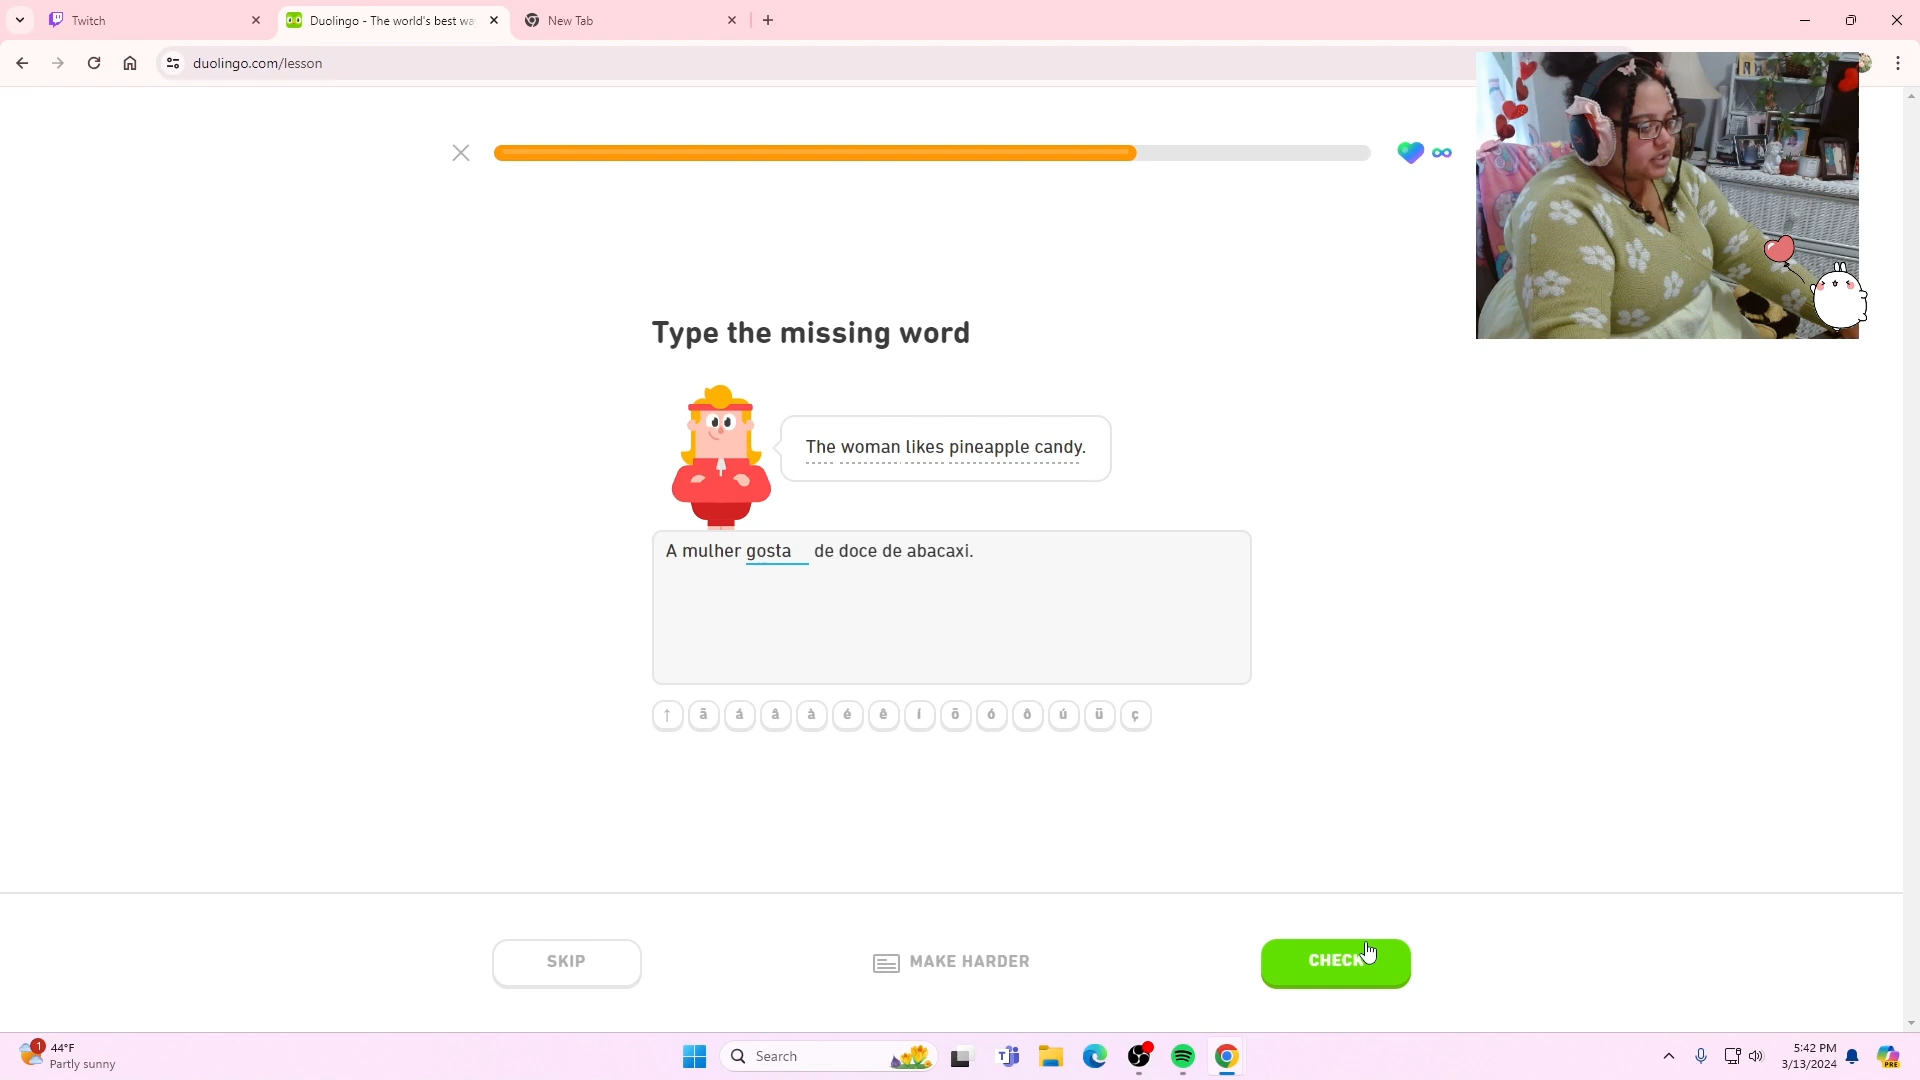 Twitch
Duolingo - The world's best wa
New Tab
duolingo.com/lesson
Type the missing word
The woman likes pineapple candy.
A mulher gosta de doce de abacaxi.
↑ ã á â à é ê í õ ó ô ú ü ç
SKIP
MAKE HARDER
CHECK
1
44°F
Partly sunny
Search
5:42 PM
3/13/2024
PRE